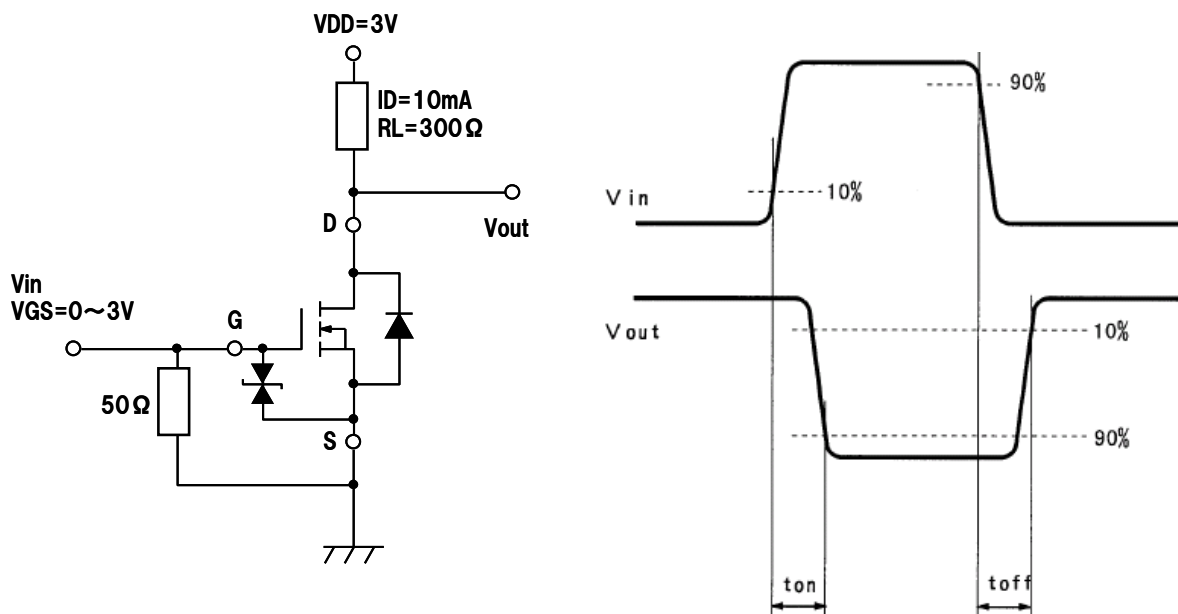 VDD=3V
ID=10mA
RL=300Ω
D
Vout
Vin
VGS=0～3V
G
50Ω
S
90%
10%
Vin
Vout
10%
90%
ton
toff